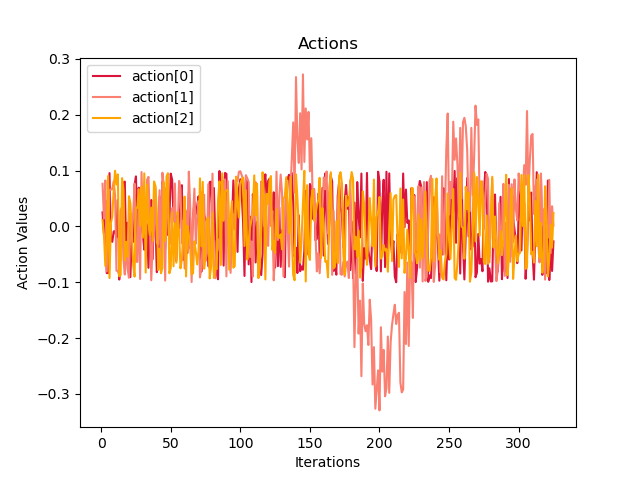 Actions
action[0]
action[1]
action[2]
Action Values
0.3
0.2
0.1
0.0
−0.1
−0.2
−0.3
0 50 100 150 200 250 300
Iterations